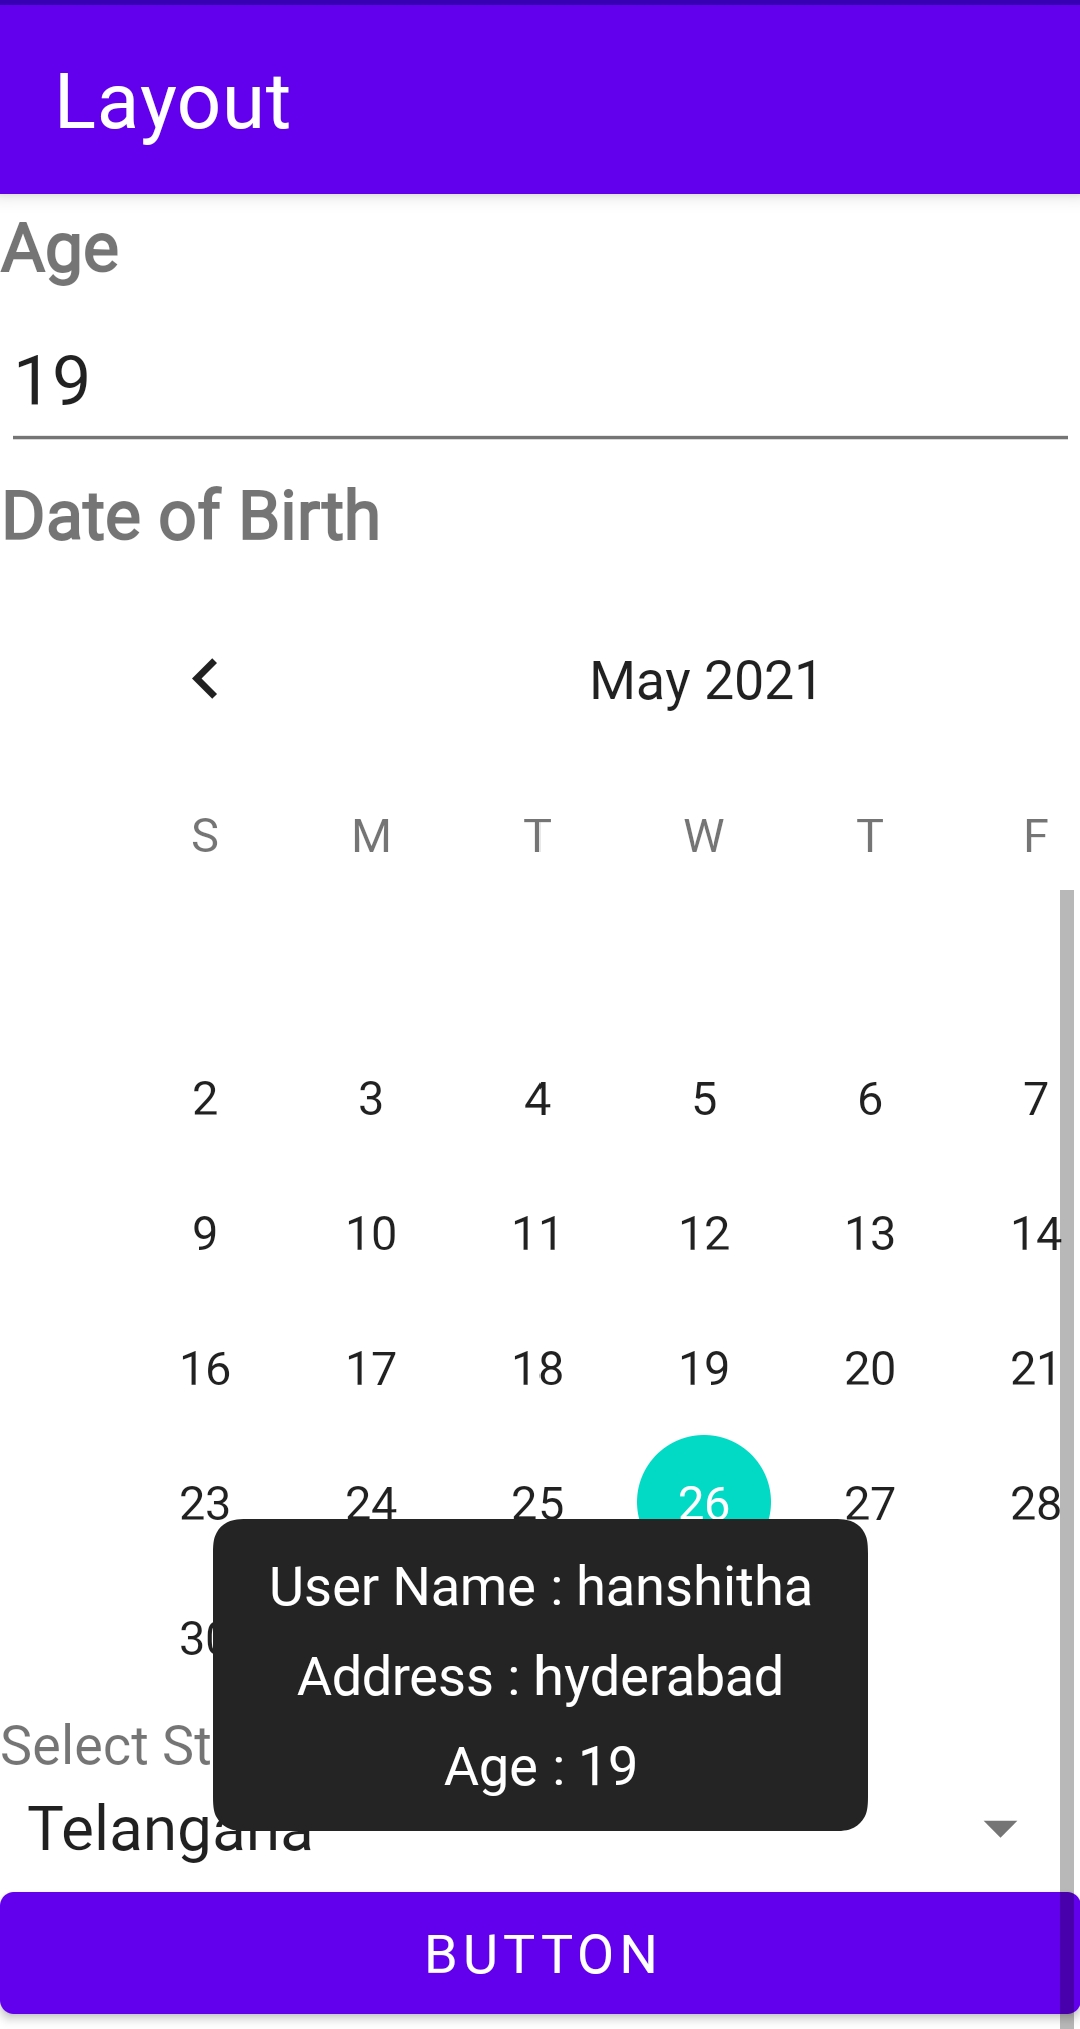 Layout
Age
19
Date of Birth
May 2021
S M T W T F
2 3 4 5 6 7
9 10 11 12 13 14
16 17 18 19 20 21
23 24 25 26 27 28
User Name : hanshitha
Address : hyderabad
Age : 19
Select
Telangana
BUTTON